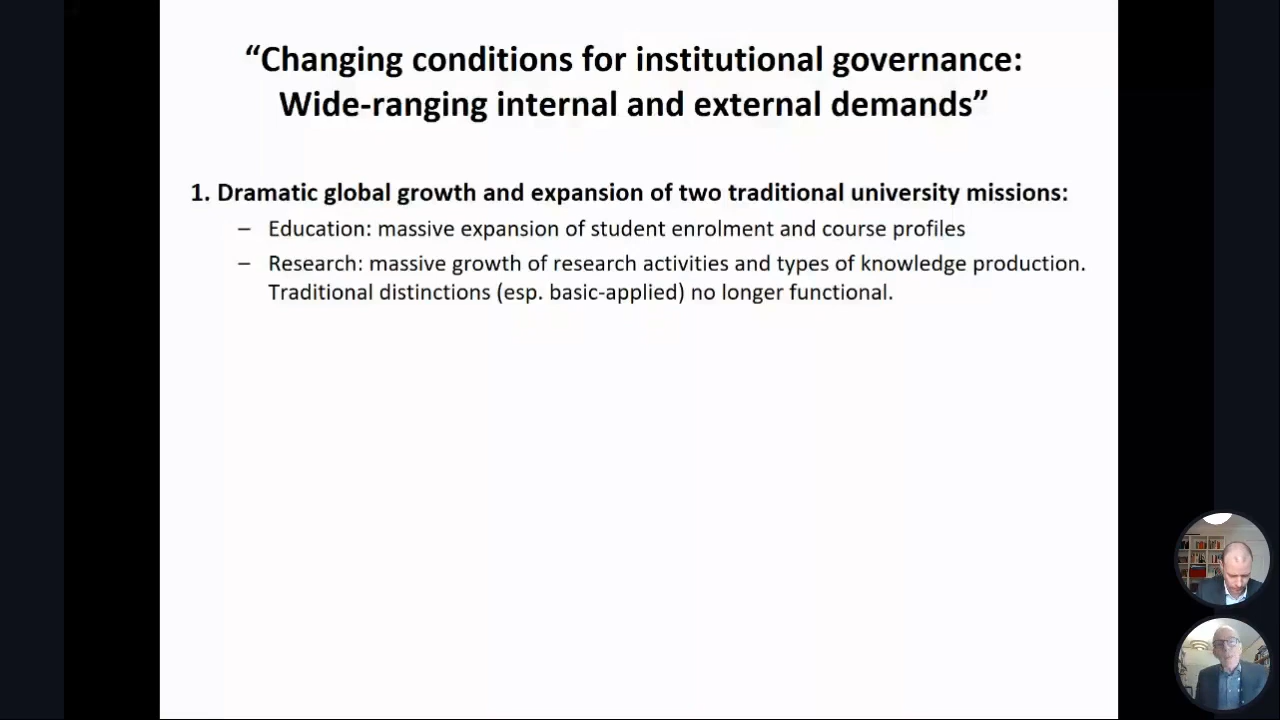 “Changing conditions for institutional governance:
Wide-ranging internal and external demands”
1. Dramatic global growth and expansion of two traditional university missions:
– Education: massive expansion of student enrolment and course profiles
– Research: massive growth of research activities and types of knowledge production.
Traditional distinctions (esp. basic-applied) no longer functional.